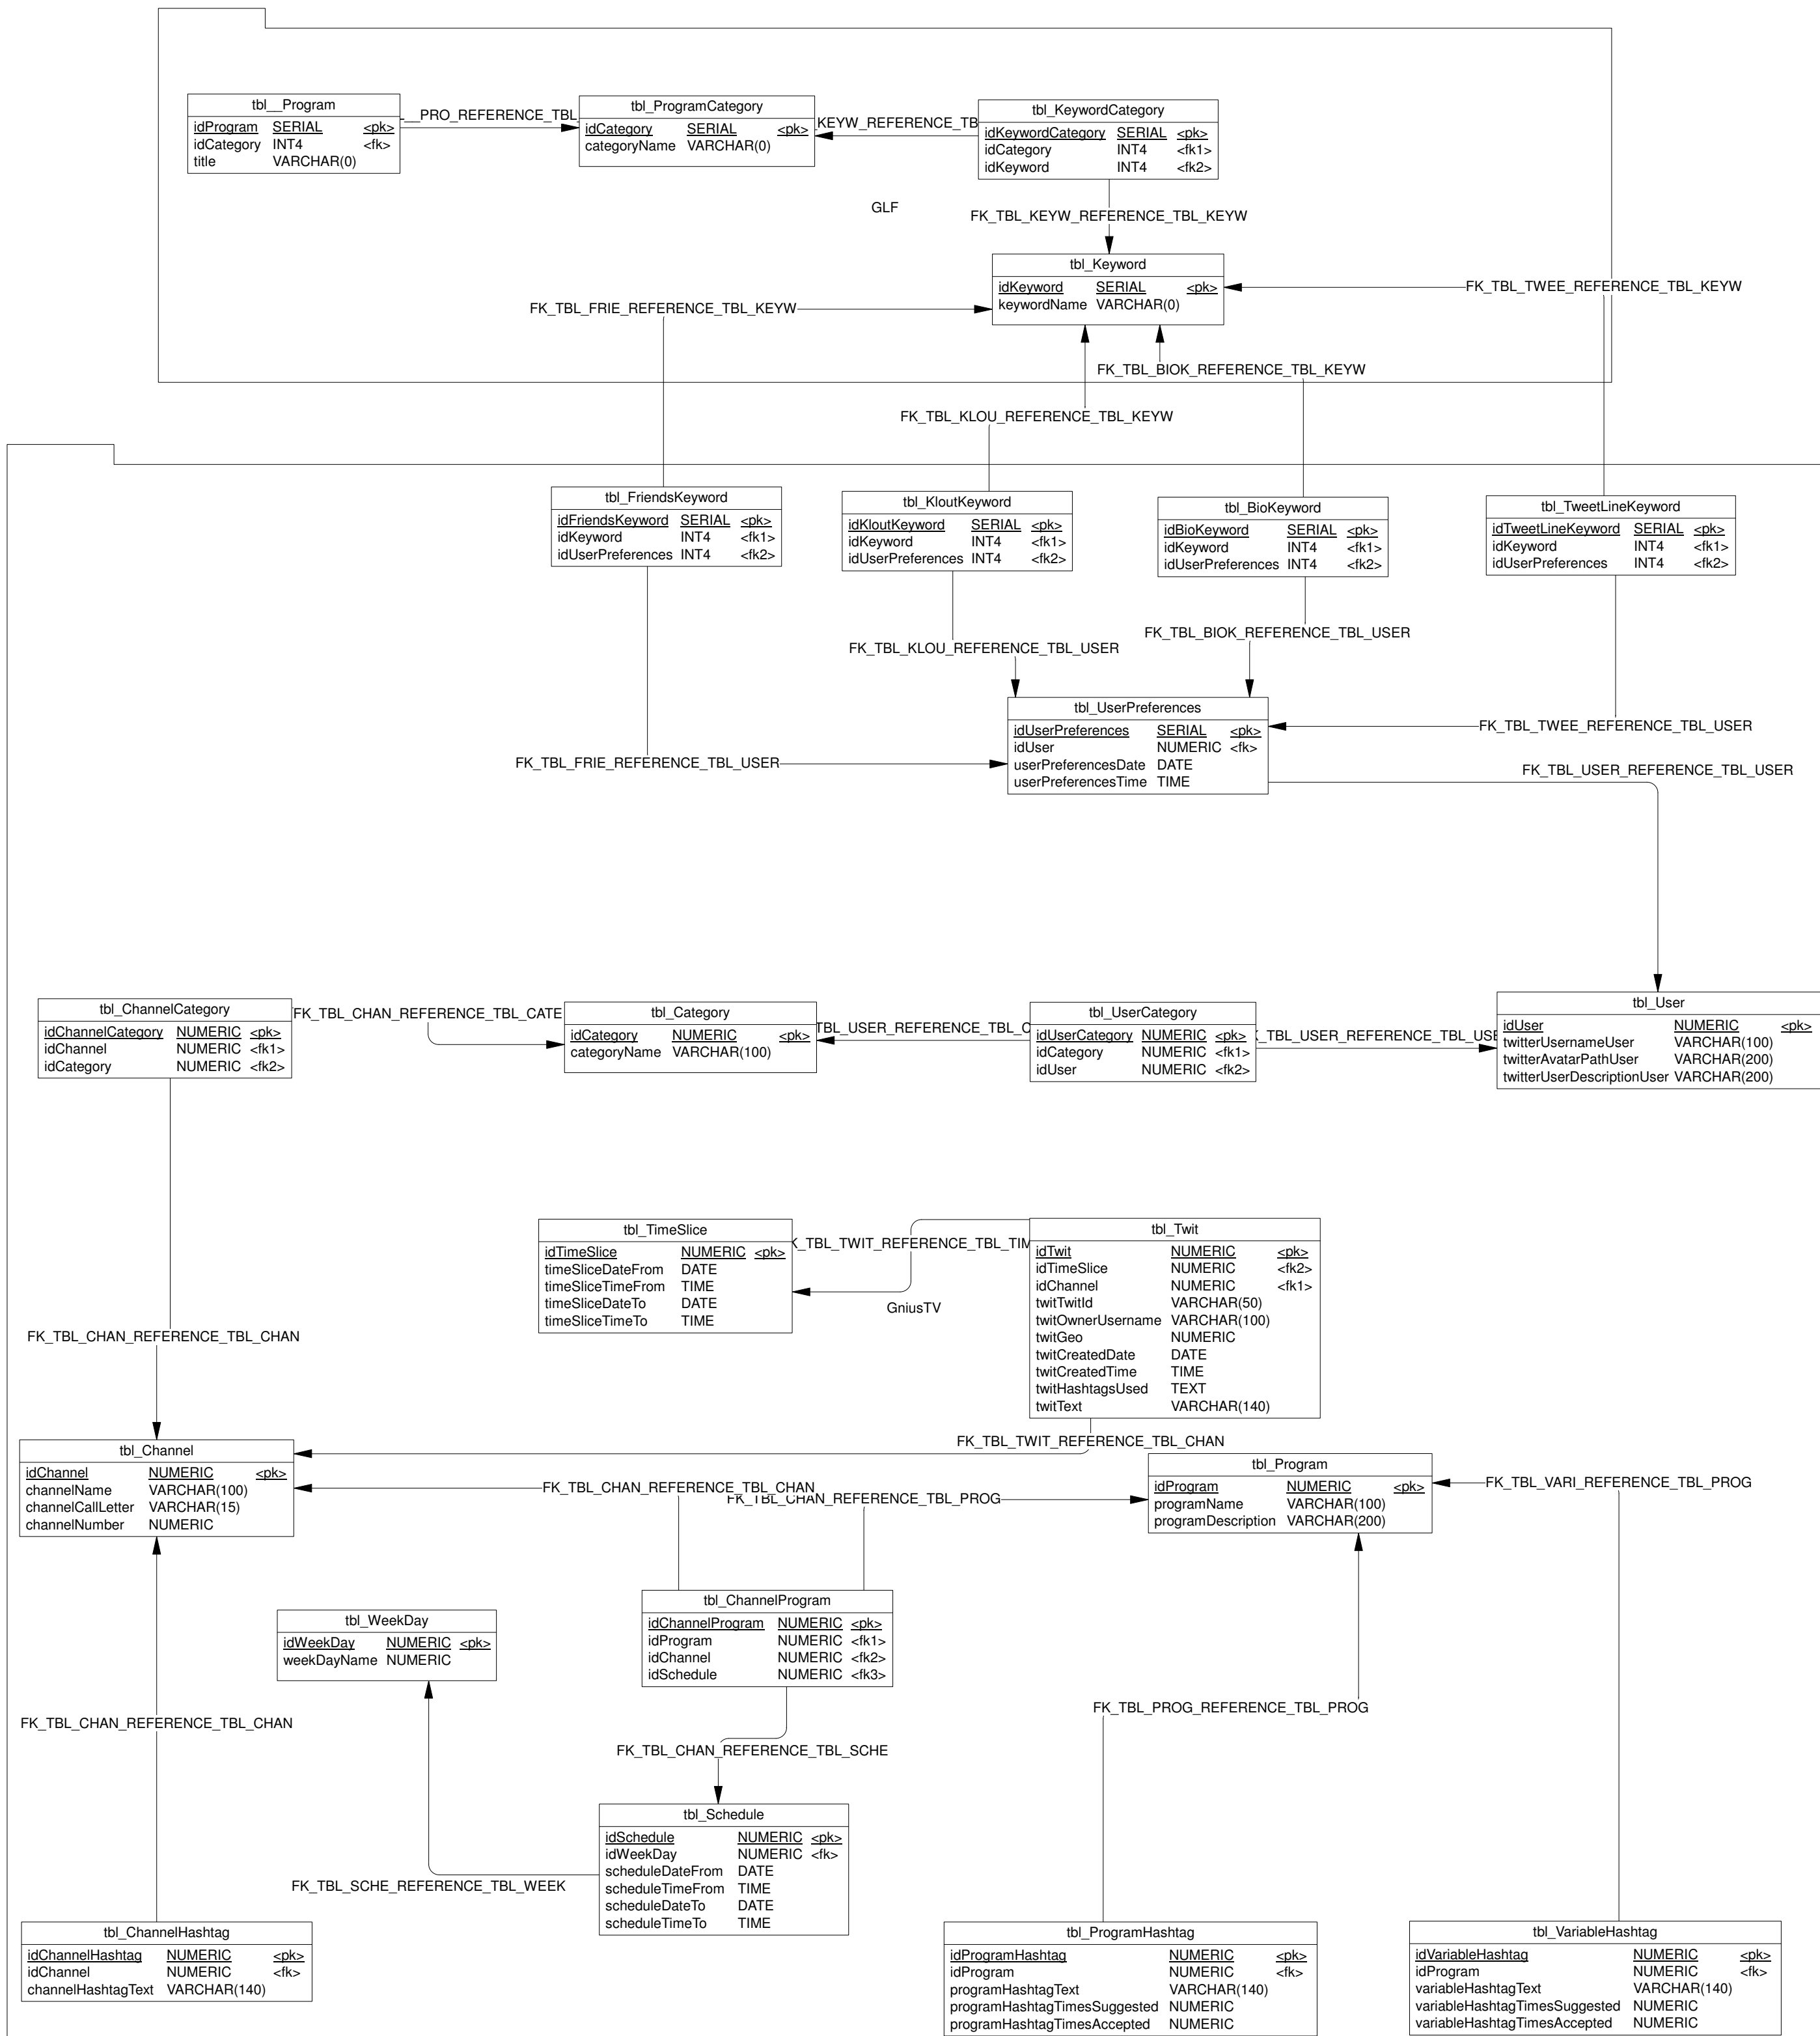 tbl__Program
idProgram SERIAL <pk>
idCategory INT4 <fk>
title VARCHAR(0)
__PRO_REFERENCE_TBL_
tbl_ProgramCategory
idCategory SERIAL <pk>
categoryName VARCHAR(0)
_KEYW_REFERENCE_TB
tbl_KeywordCategory
idKeywordCategory SERIAL <pk>
idCategory INT4 <fk1>
idKeyword INT4 <fk2>
GLF
FK_TBL_KEYW_REFERENCE_TBL_KEYW
tbl_Keyword
idKeyword SERIAL <pk>
keywordName VARCHAR(0)
FK_TBL_TWEE_REFERENCE_TBL_KEYW
FK_TBL_FRIE_REFERENCE_TBL_KEYW
FK_TBL_BIOK_REFERENCE_TBL_KEYW
FK_TBL_KLOU_REFERENCE_TBL_KEYW
tbl_FriendsKeyword
idFriendsKeyword SERIAL <pk>
idKeyword INT4 <fk1>
idUserPreferences INT4 <fk2>
tbl_KloutKeyword
idKloutKeyword SERIAL <pk>
idKeyword INT4 <fk1>
idUserPreferences INT4 <fk2>
tbl_BioKeyword
idBioKeyword SERIAL <pk>
idKeyword INT4 <fk1>
idUserPreferences INT4 <fk2>
tbl_TweetLineKeyword
idTweetLineKeyword SERIAL <pk>
idKeyword INT4 <fk1>
idUserPreferences INT4 <fk2>
FK_TBL_BIOK_REFERENCE_TBL_USER
FK_TBL_KLOU_REFERENCE_TBL_USER
tbl_UserPreferences
idUserPreferences SERIAL <pk>
idUser NUMERIC <fk>
userPreferencesDate DATE
userPreferencesTime TIME
FK_TBL_TWEE_REFERENCE_TBL_USER
FK_TBL_FRIE_REFERENCE_TBL_USER
FK_TBL_USER_REFERENCE_TBL_USER
tbl_ChannelCategory
idChannelCategory NUMERIC <pk>
idChannel NUMERIC <fk1>
idCategory NUMERIC <fk2>
FK_TBL_CHAN_REFERENCE_TBL_CATE
tbl_Category
idCategory NUMERIC <pk>
categoryName VARCHAR(100)
TBL_USER_REFERENCE_TBL_C
tbl_UserCategory
idUserCategory NUMERIC <pk>
idCategory NUMERIC <fk1>
idUser NUMERIC <fk2>
K_TBL_USER_REFERENCE_TBL_USE
tbl_User
idUser NUMERIC <pk>
twitterUsernameUser VARCHAR(100)
twitterAvatarPathUser VARCHAR(200)
twitterUserDescriptionUser VARCHAR(200)
tbl_TimeSlice
idTimeSlice NUMERIC <pk>
timeSliceDateFrom DATE
timeSliceTimeFrom TIME
timeSliceDateTo DATE
timeSliceTimeTo TIME
K_TBL_TWIT_REFERENCE_TBL_TIM
GniusTV
tbl_Twit
idTwit NUMERIC <pk>
idTimeSlice NUMERIC <fk2>
idChannel NUMERIC <fk1>
twitTwitId VARCHAR(50)
twitOwnerUsername VARCHAR(100)
twitGeo NUMERIC
twitCreatedDate DATE
twitCreatedTime TIME
twitHashtagsUsed TEXT
twitText VARCHAR(140)
FK_TBL_CHAN_REFERENCE_TBL_CHAN
FK_TBL_TWIT_REFERENCE_TBL_CHAN
tbl_Channel
idChannel NUMERIC <pk>
channelName VARCHAR(100)
channelCallLetter VARCHAR(15)
channelNumber NUMERIC
FK_TBL_CHAN_REFERENCE_TBL_CHAN
FK_TBL_CHAN_REFERENCE_TBL_PROG
tbl_Program
idProgram NUMERIC <pk>
programName VARCHAR(100)
programDescription VARCHAR(200)
FK_TBL_VARI_REFERENCE_TBL_PROG
tbl_WeekDay
idWeekDay NUMERIC <pk>
weekDayName NUMERIC
tbl_ChannelProgram
idChannelProgram NUMERIC <pk>
idProgram NUMERIC <fk1>
idChannel NUMERIC <fk2>
idSchedule NUMERIC <fk3>
FK_TBL_PROG_REFERENCE_TBL_PROG
FK_TBL_CHAN_REFERENCE_TBL_CHAN
FK_TBL_CHAN_REFERENCE_TBL_SCHE
tbl_Schedule
idSchedule NUMERIC <pk>
idWeekDay NUMERIC <fk>
scheduleDateFrom DATE
scheduleTimeFrom TIME
scheduleDateTo DATE
scheduleTimeTo TIME
FK_TBL_SCHE_REFERENCE_TBL_WEEK
tbl_ChannelHashtag
idChannelHashtag NUMERIC <pk>
idChannel NUMERIC <fk>
channelHashtagText VARCHAR(140)
tbl_ProgramHashtag
idProgramHashtag NUMERIC <pk>
idProgram NUMERIC <fk>
programHashtagText VARCHAR(140)
programHashtagTimesSuggested NUMERIC
programHashtagTimesAccepted NUMERIC
tbl_VariableHashtag
idVariableHashtag NUMERIC <pk>
idProgram NUMERIC <fk>
variableHashtagText VARCHAR(140)
variableHashtagTimesSuggested NUMERIC
variableHashtagTimesAccepted NUMERIC